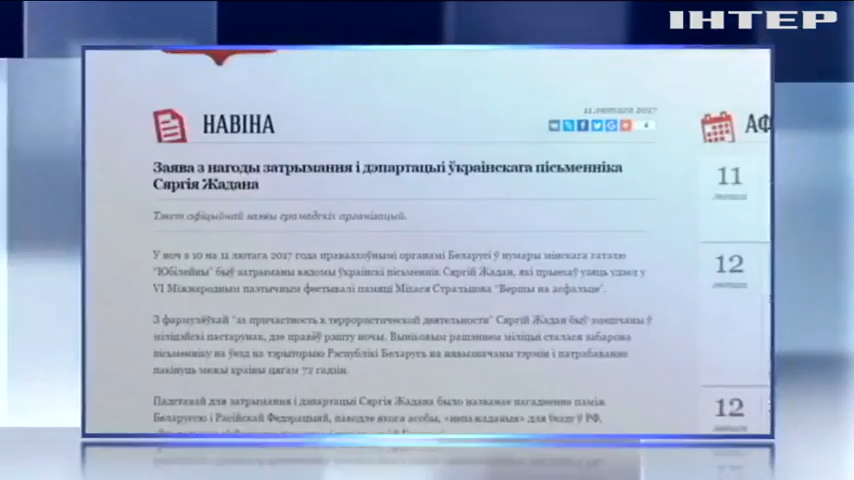 ІНТЕР
11 лютага 2017
НАВІНА
АФ
Заява з нагоды затрымання і дэпартацыі ўкраінскага пісьменніка
Сяргія Жадана
Тэкст афіцыйнай заявы грамадскіх арганізацый.
У ноч з 10 на 11 лютага 2017 года праваахоўнымі органамі Беларусі ў нумары мінскага гатэлю
"Юбілейны" быў затрыманы вядомы ўкраінскі пісьменнік Сяргій Жадан, які прыехаў узяць удзел у
VI Міжнародным паэтычным фестывалі памяці Міхася Стральцова "Вершы на асфальце".
З фармулёўкай "за причастность к террористической деятельности" Сяргій Жадан быў змешчаны ў
міліцэйскі пастарунак, дзе правёў рэшту ночы. Выніковым рашэннем міліцыі сталася забарона
пісьменніку на ўезд на тэрыторыю Рэспублікі Беларусь на нявызначаны тэрмін і патрабаванне
пакінуць межы краіны цягам 72 гадзін.
Падставай для затрымання і дэпартацыі Сяргія Жадана было названае пагадненне паміж
Беларуссю і Расійскай Федэрацыяй, паводле якога асобы, «непажаданыя» для ўезду ў РФ,
11
лютага
12
лютага
12
лютага